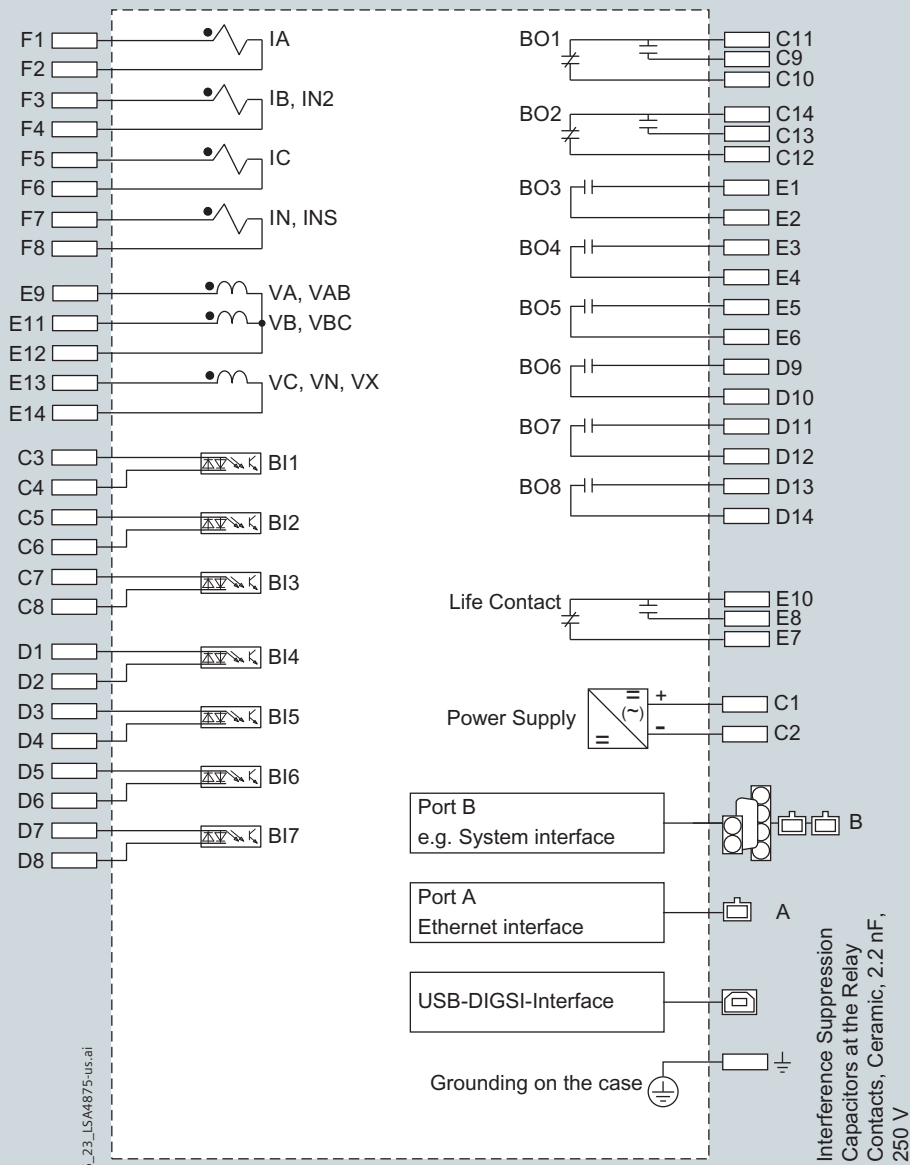 F1
IA
F2
F3
IB, IN2
F4
F5
IC
F6
F7
IN, INS
F8
E9
VA, VAB
E11
VB, VBC
E12
E13
VC, VN, VX
E14
C3
BI1
C4
C5
BI2
C6
C7
BI3
C8
D1
BI4
D2
D3
BI5
D4
D5
BI6
D6
D7
BI7
D8
BO1
C11
C9
C10
BO2
C14
C13
C12
BO3
E1
E2
BO4
E3
E4
BO5
E5
E6
BO6
D9
D10
BO7
D11
D12
BO8
D13
D14
Life Contact
E10
E8
E7
Power Supply
=
(~)
=
+
-
C1
C2
Port B
e.g. System interface
B
Port A
Ethernet interface
A
USB-DIGSI-Interface
Grounding on the case
Interference Suppression
Capacitors at the Relay
Contacts, Ceramic, 2.2 nF,
250 V
_23_LSA4875-us.ai